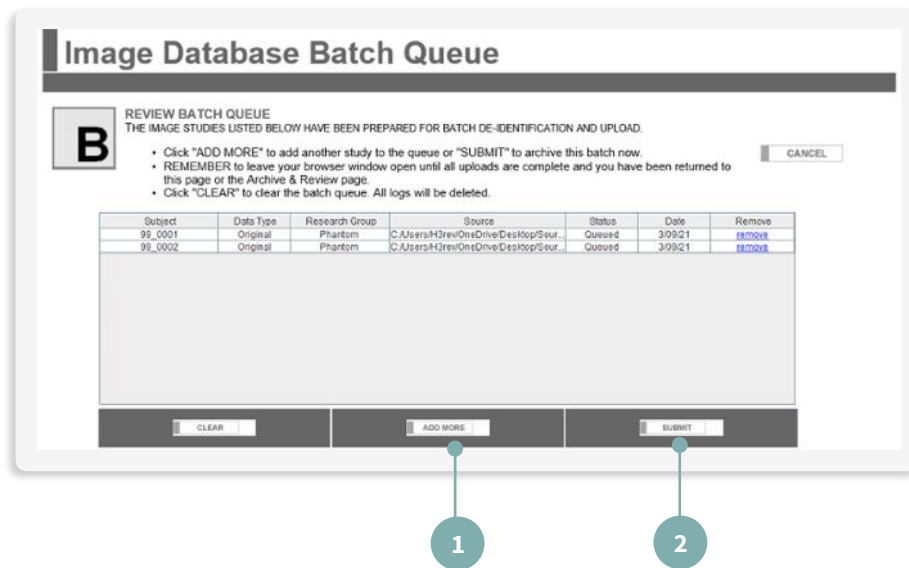 Image Database Batch Queue
B
REVIEW BATCH QUEUE
THE IMAGE STUDIES LISTED BELOW HAVE BEEN PREPARED FOR BATCH DE-IDENTIFICATION AND UPLOAD.
• Click "ADD MORE" to add another study to the queue or "SUBMIT" to archive this batch now.
• REMEMBER to leave your browser window open until all uploads are complete and you have been returned to
this page or the Archive & Review page.
• Click "CLEAR" to clear the batch queue. All logs will be deleted.
CANCEL
Subject Data Type Research Group Source Status Date Remove
99_0001 Original Phantom C:/Users/H3rev/OneDrive/Desktop/Sour... Queued 3/09/21 remove
99_0002 Original Phantom C:/Users/H3rev/OneDrive/Desktop/Sour... Queued 3/09/21 remove
CLEAR ADD MORE SUBMIT
1 2